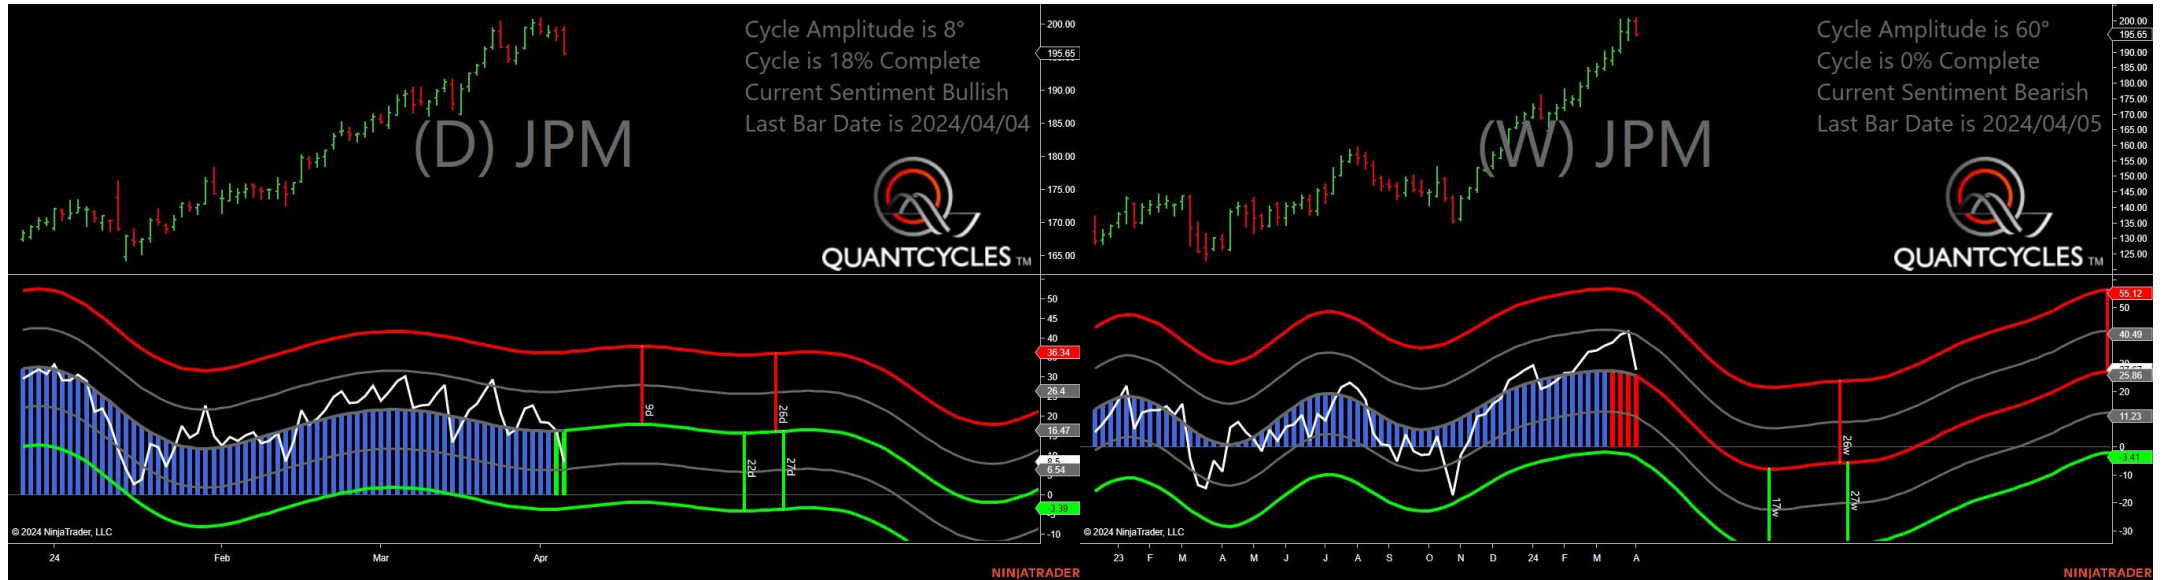 Cycle Amplitude is 8°
Cycle is 18% Complete
Current Sentiment Bullish
Last Bar Date is 2024/04/04
(D) JPM
QUANTCYCLES TM
200.00
195.65
190.00
185.00
180.00
175.00
170.00
165.00
50
45
40
36.34
30
26.4
20
16.47
8.5
6.54
0
-3.39
-10
9d
26d
22d
27d
© 2024 NinjaTrader, LLC
24 Feb Mar Apr
NINJATRADER
Cycle Amplitude is 60°
Cycle is 0% Complete
Current Sentiment Bearish
Last Bar Date is 2024/04/05
(W) JPM
QUANTCYCLES TM
200.00
195.65
190.00
185.00
180.00
175.00
170.00
165.00
160.00
155.00
150.00
145.00
140.00
135.00
130.00
125.00
55.12
50
40.49
25.86
20
11.23
0
-3.41
-10
-20
-30
26w
17w
27w
© 2024 NinjaTrader, LLC
23 F M A M J J A S O N D 24 F M A
NINJATRADER